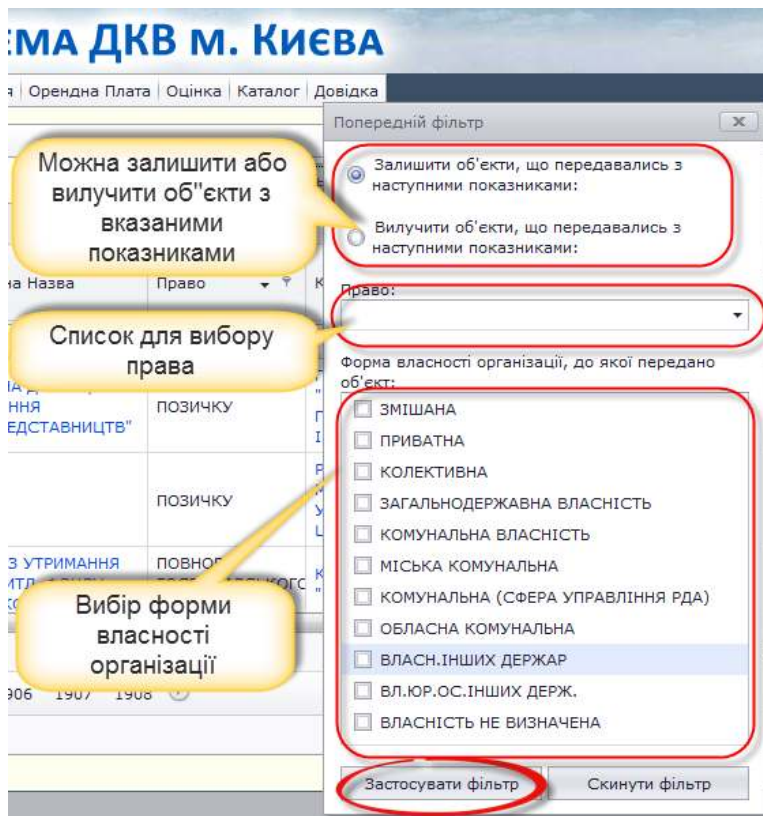 :МА ДКВ м. Києва
я Орендна Плата Оцінка Каталог Довідка
Попередній фільтр
Можна залишити або
вилучити об"єкти з
вказаними
показниками
Залишити об'єкти, що передавались з
наступними показниками:
Вилучити об'єкти, що передавались з
наступними показниками:
на Назва Право К
Право:
Список для вибору
права
Форма власності організації, до якої передано
об'єкт:
ННЯ
ЕДСТАВНИЦТВ"
ПОЗИЧКУ
ЗМІШАНА
ПРИВАТНА
КОЛЕКТИВНА
ЗАГАЛЬНОДЕРЖАВНА ВЛАСНІСТЬ
ПОЗИЧКУ
КОМУНАЛЬНА ВЛАСНІСТЬ
МІСЬКА КОМУНАЛЬНА
З УТРИМАННЯ
КОМУНАЛЬНА (СФЕРА УПРАВЛІННЯ РДА)
Вибір форми
власності
організації
ОБЛАСНА КОМУНАЛЬНА
ВЛАСН.ІНШИХ ДЕРЖАР
ВЛ.ЮР.ОС.ІНШИХ ДЕРЖ.
906 1907 1908
ВЛАСНІСТЬ НЕ ВИЗНАЧЕНА
Застосувати фільтр Скинути фільтр